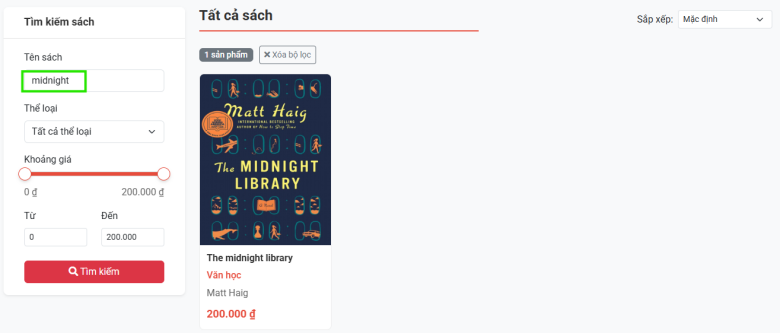 Tìm kiếm sách
Tên sách
midnight
Thể loại
Tất cả thể loại
Khoảng giá
0 ₫ 200.000 ₫
Từ Đến
0 200.000
Tìm kiếm
Tất cả sách
Sắp xếp: Mặc định
1 sản phẩm × Xóa bộ lọc
Matt Haig
INTERNATIONAL BESTSELLING
AUTHOR OF How to Stop Time
The MIDNIGHT
LIBRARY
The midnight library
Văn học
Matt Haig
200.000 ₫